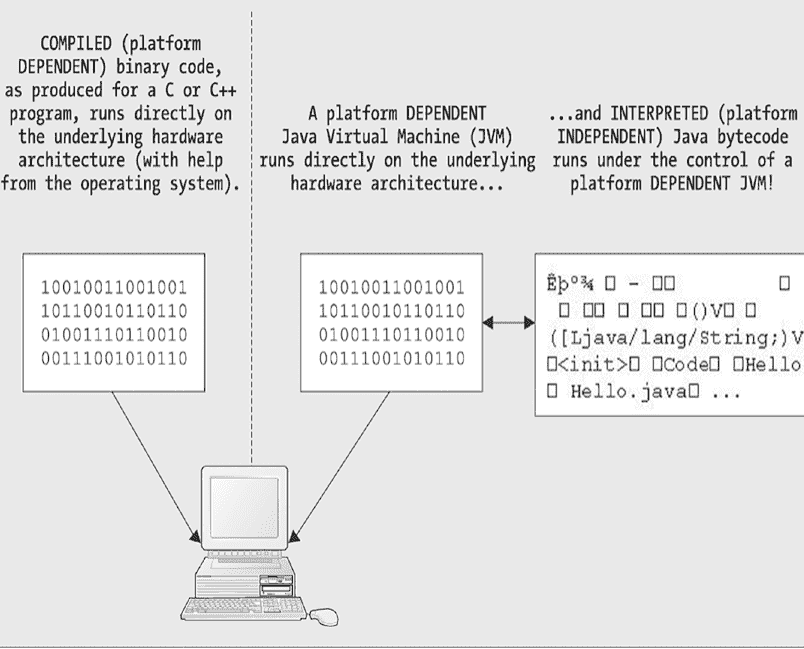 COMPILED (platform
DEPENDENT) binary code,
as produced for a C or C++
program, runs directly on
the underlying hardware
architecture (with help
from the operating system).
A platform DEPENDENT
Java Virtual Machine (JVM)
runs directly on the underlying
hardware architecture...
...and INTERPRETED (platform
INDEPENDENT) Java bytecode
runs under the control of a
platform DEPENDENT JVM!
10010011001001
10110010110110
01001110110010
00111001010110
10010011001001
10110010110110
01001110110010
00111001010110
Êþº¾ □ - □□ □
□ □□ □ □□ □()V□ □
([Ljava/lang/String;)V
□<init>□ □Code□ □Hello
□ Hello.java□ ...